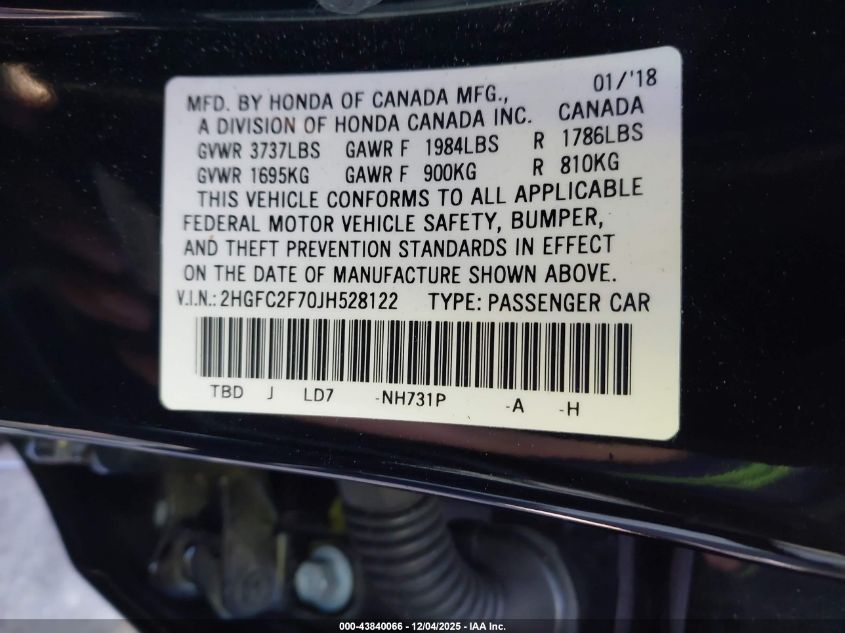 01/'18
MFD. BY HONDA OF CANADA MFG.,
A DIVISION OF HONDA CANADA INC. CANADA
GVWR 3737LBS GAWR F 1984LBS R 1786LBS
GVWR 1695KG GAWR F 900KG R 810KG
THIS VEHICLE CONFORMS TO ALL APPLICABLE
FEDERAL MOTOR VEHICLE SAFETY, BUMPER,
AND THEFT PREVENTION STANDARDS IN EFFECT
ON THE DATE OF MANUFACTURE SHOWN ABOVE.
V.I.N.: 2HGFC2F70JH528122 TYPE: PASSENGER CAR
TBD J LD7 -NH731P -A -H
000-43840066 - 12/04/2025 - IAA Inc.